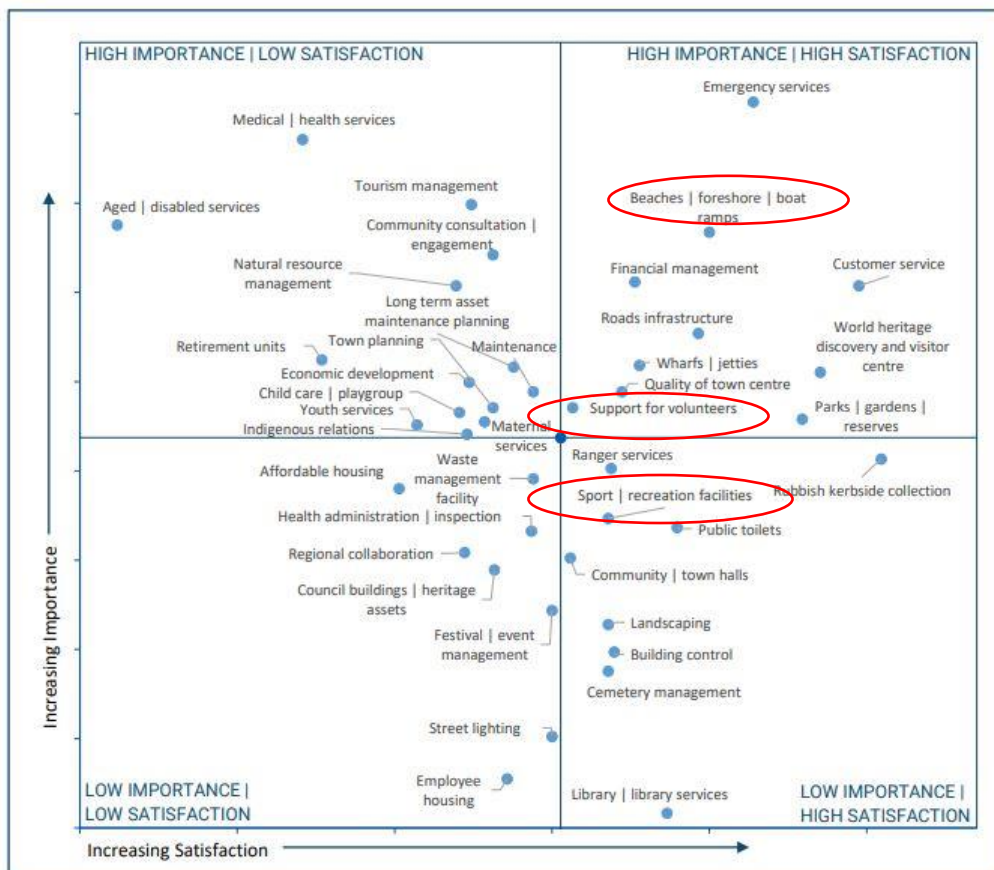 HIGH IMPORTANCE | LOW SATISFACTION
HIGH IMPORTANCE | HIGH SATISFACTION
Emergency services
Medical | health services
Tourism management
Beaches | foreshore | boat
ramps
Aged | disabled services
Community consultation |
engagement
Natural resource
management
Financial management
Customer service
Long term asset
maintenance planning
Roads infrastructure
World heritage
discovery and visitor
centre
Town planning
Maintenance
Retirement units
Economic development
Wharfs | jetties
Child care | playgroup
Quality of town centre
Youth services
Support for volunteers
Parks | gardens |
reserves
Indigenous relations
Maternal
services
Ranger services
Affordable housing
Waste
management
facility
Sport | recreation facilities
Rubbish kerbside collection
Health administration | inspection
Public toilets
Regional collaboration
Community | town halls
Council buildings | heritage
assets
Festival | event
management
Landscaping
Building control
Cemetery management
Street lighting
Employee
housing
Library | library services
LOW IMPORTANCE |
LOW SATISFACTION
LOW IMPORTANCE |
HIGH SATISFACTION
Increasing Importance
Increasing Satisfaction